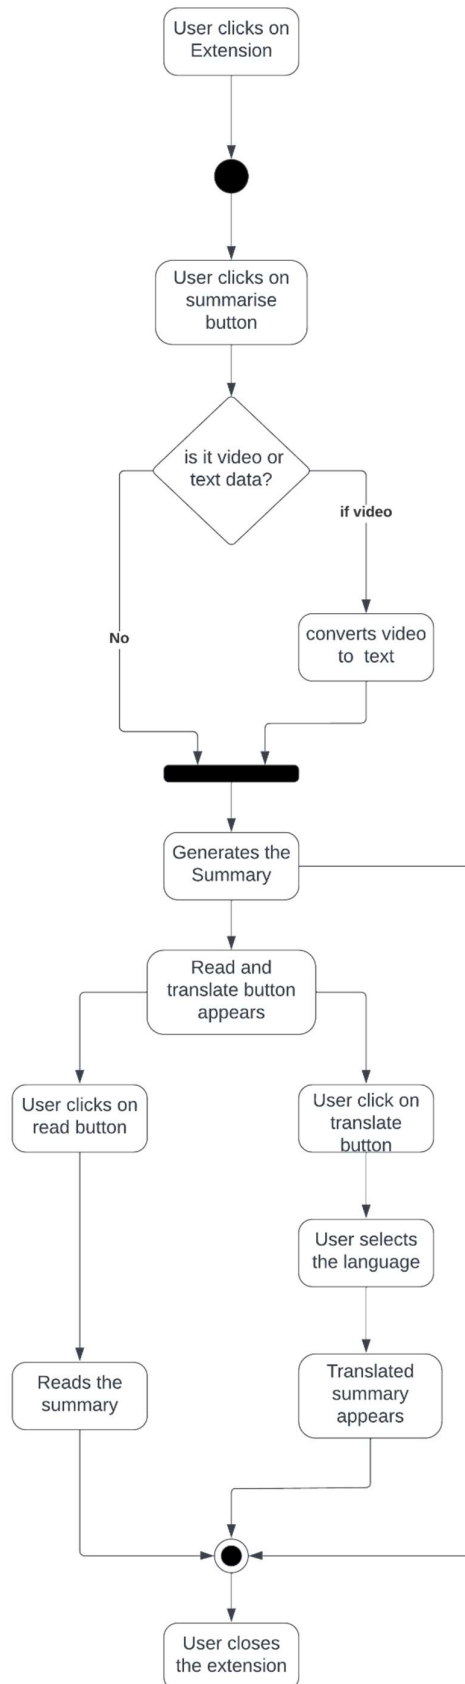 User clicks on
Extension
User clicks on
summarise
button
is it video or
text data?
if video
No
converts video
to text
Generates the
Summary
Read and
translate button
appears
User clicks on
read button
User click on
translate
button
User selects
the language
Reads the
summary
Translated
summary
appears
User closes
the extension